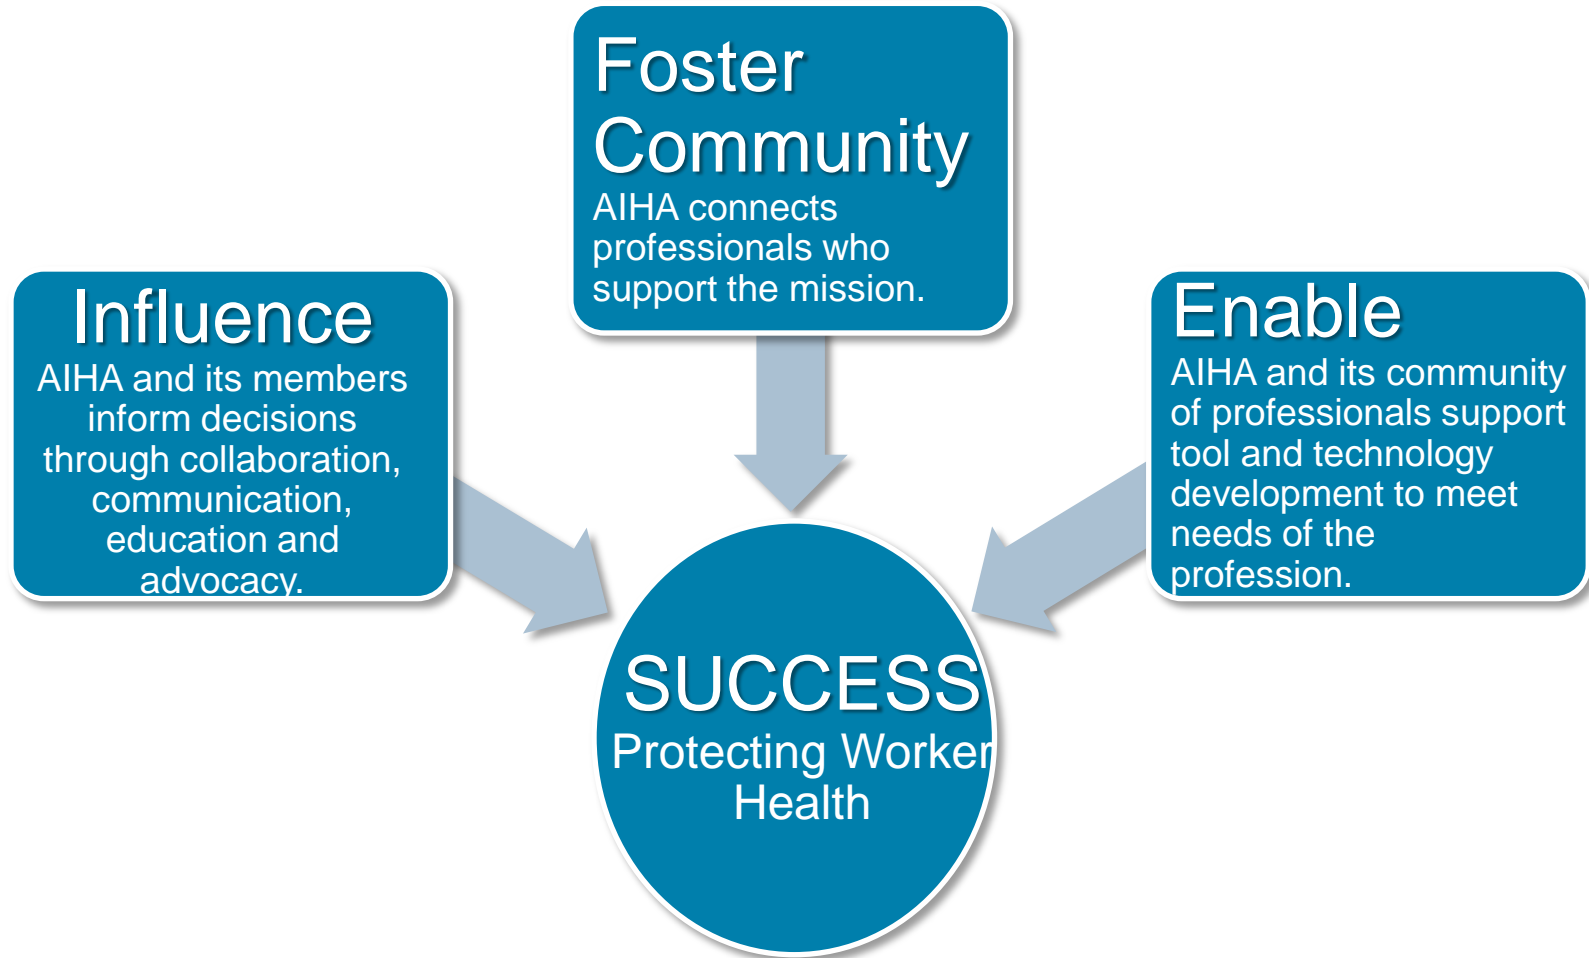 Foster
Community
AIHA connects
professionals who
support the mission.
Influence
AIHA and its members
inform decisions
through collaboration,
communication,
education and
advocacy.
Enable
AIHA and its community
of professionals support
tool and technology
development to meet
needs of the
profession.
SUCCESS
Protecting Worker
Health